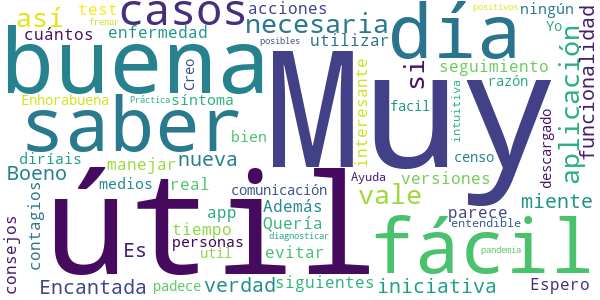 test
positivos
casos
acciones
ningún
así
frenar
necesaria
día
Yo
cuántos
enfermedad
posibles
utilizar
buena
Muy
si
seguimiento
aplicación
funcionalidad
Creo
razón
Enhorabuena
Práctica
síntoma
interesante
facil
intuitiva
saber
bien
diríais
nueva
censo
descargado
Boeno
manejar
útil
medios
real
comunicación
Ayuda
versiones
miente
vale
contagios
app
Además
parece
consejos
tiempo
Quería
entendible
fácil
Es
personas
diagnosticar
util
evitar
pandemia
verdad
siguientes
Encantada
padece
iniciativa
Espero